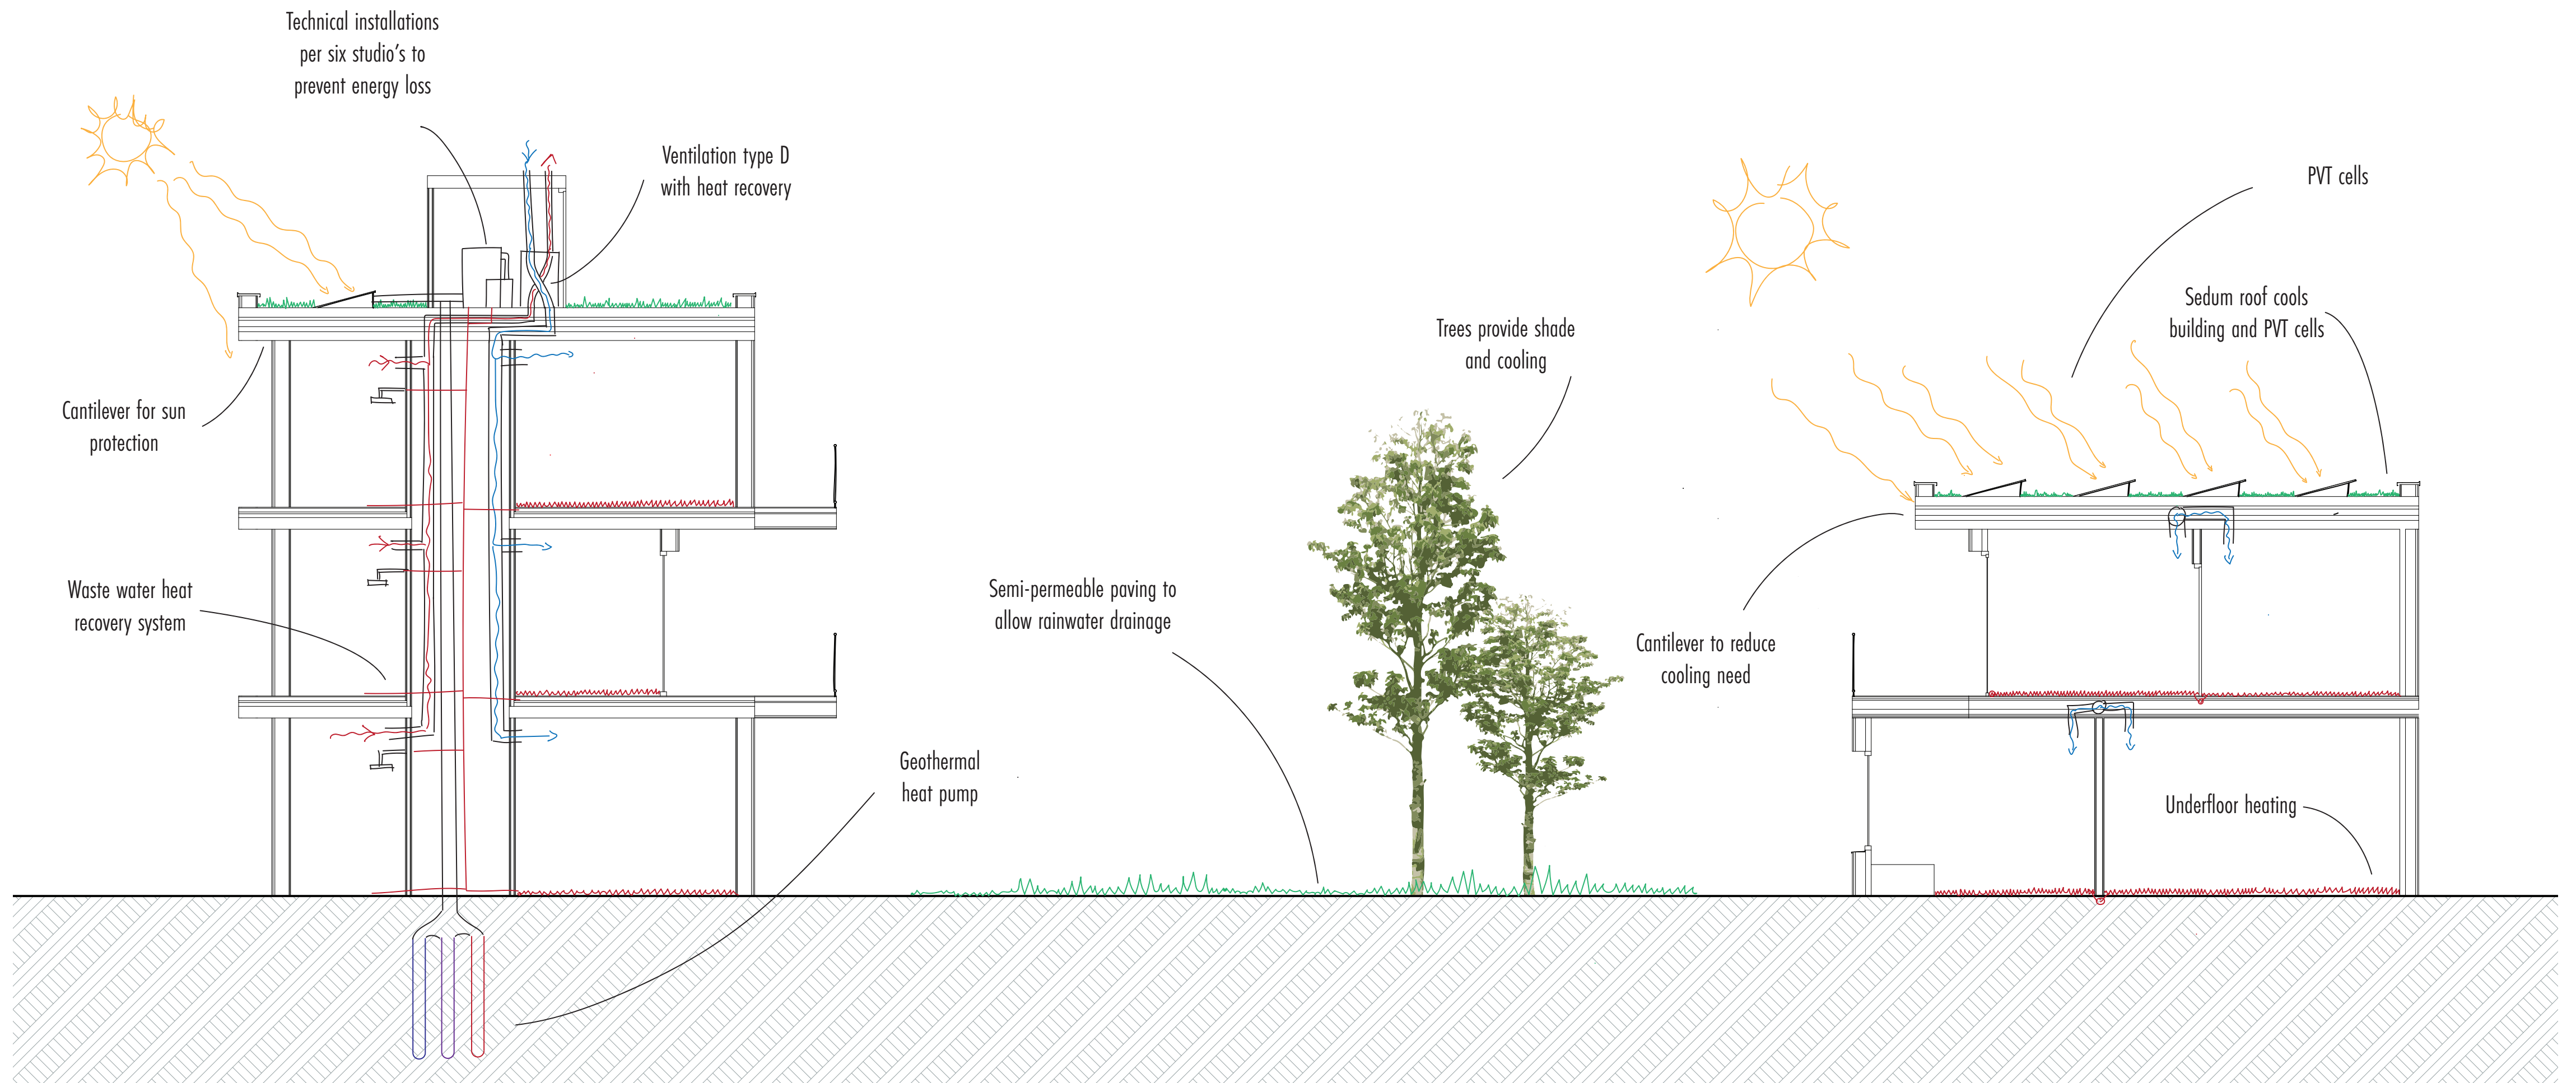 Technical installations
per six studio's to
prevent energy loss
Ventilation type D
with heat recovery
Cantilever for sun
protection
Waste water heat
recovery system
Geothermal
heat pump
Semi-permeable paving to
allow rainwater drainage
Trees provide shade
and cooling
Cantilever to reduce
cooling need
PVT cells
Sedum roof cools
building and PVT cells
Underfloor heating